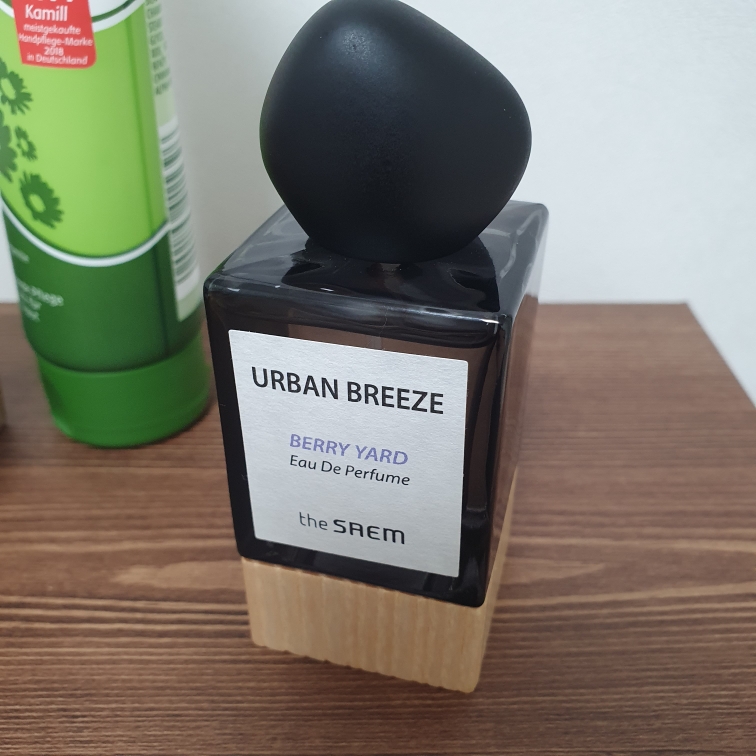 Kamill
meistgekaufte
Handpflege-Marke
2018
in Deutschland
URBAN BREEZE
BERRY YARD
Eau De Perfume
the SAEM